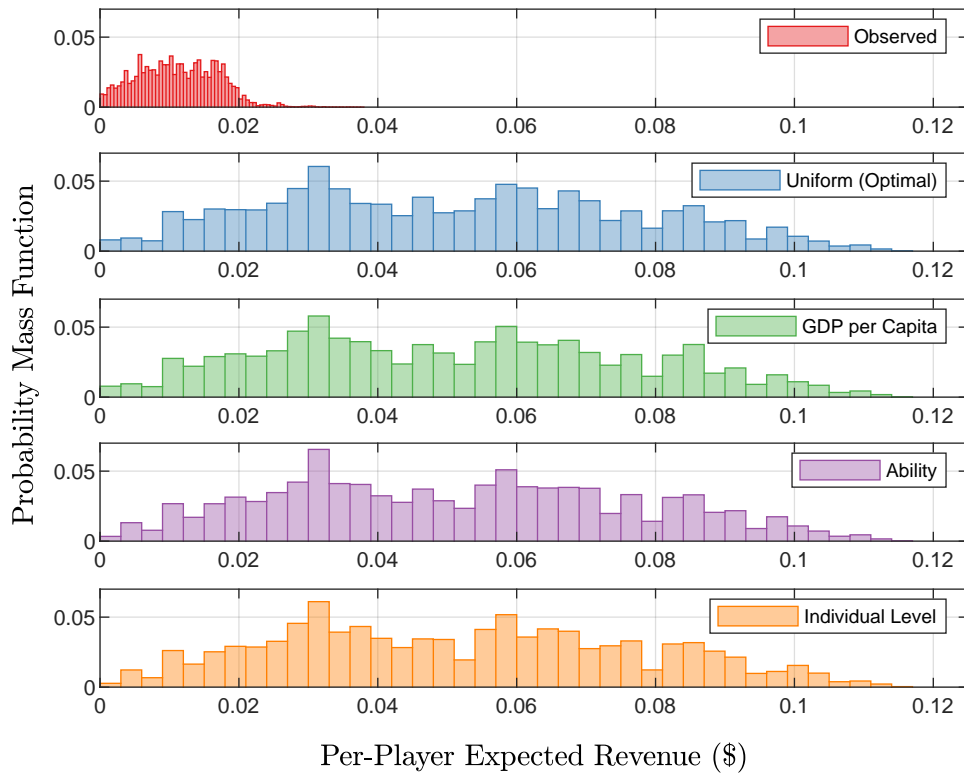 Probability Mass Function
0.05
0
Observed
0 0.02 0.04 0.06 0.08 0.1 0.12
0.05
0
Uniform (Optimal)
0 0.02 0.04 0.06 0.08 0.1 0.12
0.05
0
GDP per Capita
0 0.02 0.04 0.06 0.08 0.1 0.12
0.05
0
Ability
0 0.02 0.04 0.06 0.08 0.1 0.12
0.05
0
Individual Level
0 0.02 0.04 0.06 0.08 0.1 0.12
Per-Player Expected Revenue ($)